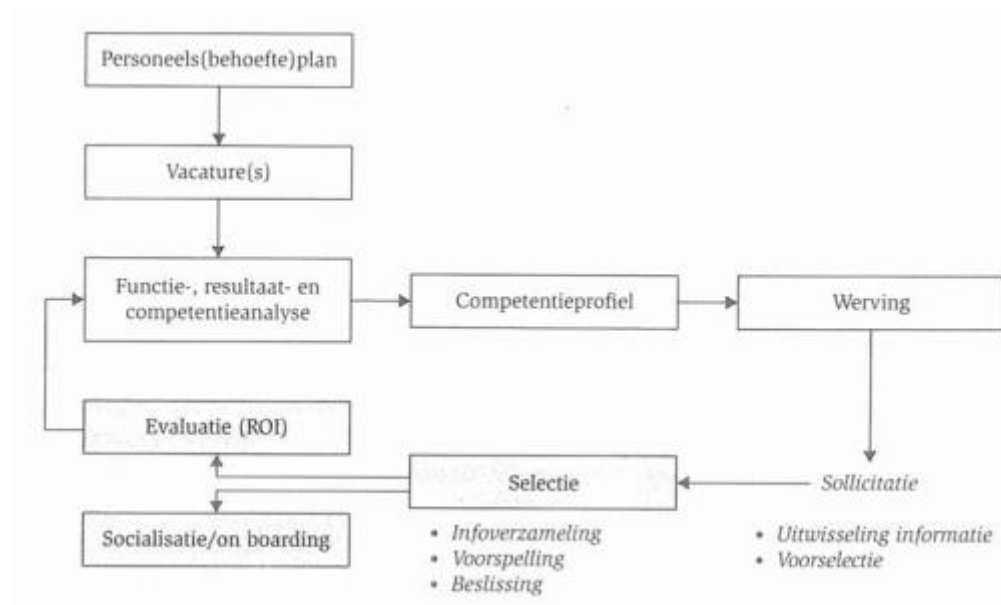 Personeels(behoefte)plan
Vacature(s)
Functie-, resultaat- en
competentieanalyse
Competentieprofiel
Werving
Evaluatie (ROI)
Selectie
Sollicitatie
Socialisatie/on boarding
• Infoverzameling
• Voorspelling
• Beslissing
• Uitwisseling informatie
• Voorselectie